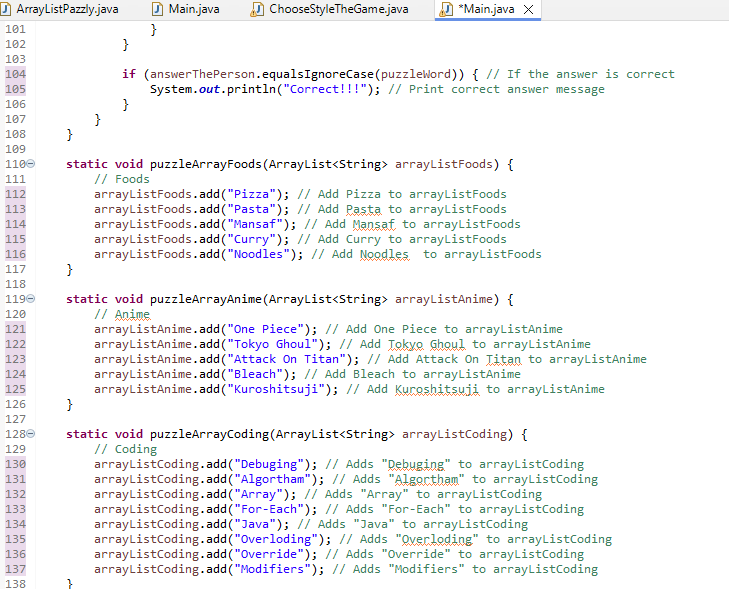 ArrayListPazzly.java Main.java ChooseStyleTheGame.java *Main.java
101 }
102 }
103
104 if (answerThePerson.equalsIgnoreCase(puzzleWord)) { // If the answer is correct
105 System.out.println("Correct!!!"); // Print correct answer message
106 }
107 }
108 }
109
110 static void puzzleArrayFoods(ArrayList<String> arrayListFoods) {
111 // Foods
112 arrayListFoods.add("Pizza"); // Add Pizza to arrayListFoods
113 arrayListFoods.add("Pasta"); // Add Pasta to arrayListFoods
114 arrayListFoods.add("Mansaf"); // Add Mansaf to arrayListFoods
115 arrayListFoods.add("Curry"); // Add Curry to arrayListFoods
116 arrayListFoods.add("Noodles"); // Add Noodles  to arrayListFoods
117 }
118
119 static void puzzleArrayAnime(ArrayList<String> arrayListAnime) {
120 // Anime
121 arrayListAnime.add("One Piece"); // Add One Piece to arrayListAnime
122 arrayListAnime.add("Tokyo Ghoul"); // Add Tokyo Ghoul to arrayListAnime
123 arrayListAnime.add("Attack On Titan"); // Add Attack On Titan to arrayListAnime
124 arrayListAnime.add("Bleach"); // Add Bleach to arrayListAnime
125 arrayListAnime.add("Kuroshitsuji"); // Add Kuroshitsuji to arrayListAnime
126 }
127
128 static void puzzleArrayCoding(ArrayList<String> arrayListCoding) {
129 // Coding
130 arrayListCoding.add("Debuging"); // Adds "Debuging" to arrayListCoding
131 arrayListCoding.add("Algortham"); // Adds "Algortham" to arrayListCoding
132 arrayListCoding.add("Array"); // Adds "Array" to arrayListCoding
133 arrayListCoding.add("For-Each"); // Adds "For-Each" to arrayListCoding
134 arrayListCoding.add("Java"); // Adds "Java" to arrayListCoding
135 arrayListCoding.add("Overloding"); // Adds "Overloding" to arrayListCoding
136 arrayListCoding.add("Override"); // Adds "Override" to arrayListCoding
137 arrayListCoding.add("Modifiers"); // Adds "Modifiers" to arrayListCoding
138 }